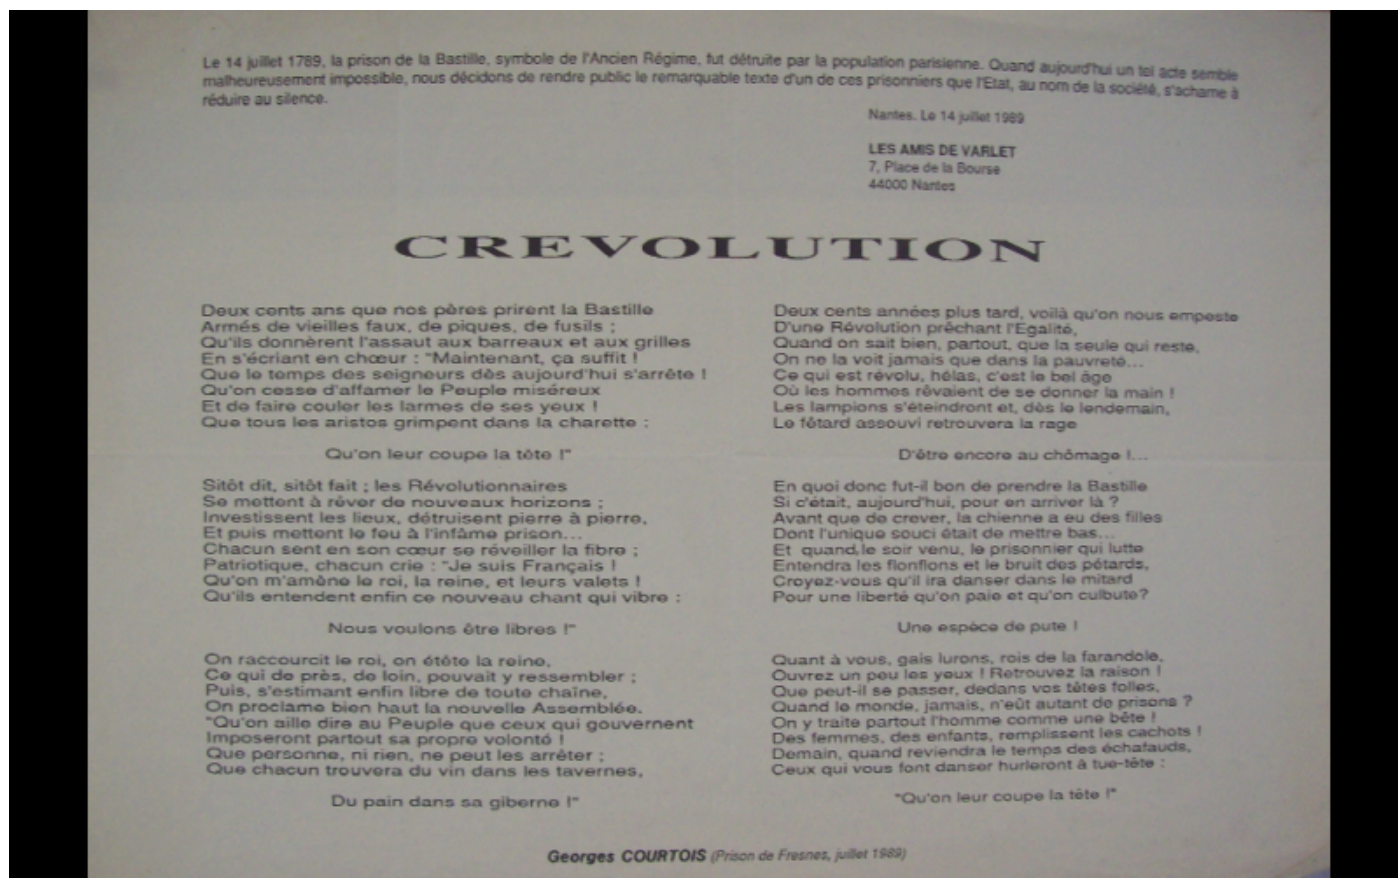 Le 14 juillet 1789, la prison de la Bastille, symbole de l'Ancien Régime, fut détruite par la population parisienne. Quand aujourd'hui un tel acte semble
malheureusement impossible, nous décidons de rendre public le remarquable texte d'un de ces prisonniers que l'Etat, au nom de la société, s'acharne à
réduire au silence.
Nantes. Le 14 juillet 1989
LES AMIS DE VARLET
7, Place de la Bourse
44000 Nantes
CREVOLUTION
Deux cents ans que nos pères prirent la Bastille
Armés de vieilles faux, de piques, de fusils ;
Qu'ils donnèrent l'assaut aux barreaux et aux grilles
En s'écriant en chœur : "Maintenant, ça suffit !
Que le temps des seigneurs dès aujourd'hui s'arrête !
Qu'on cesse d'affamer le Peuple miséreux
Et de faire couler les larmes de ses yeux !
Que tous les aristos grimpent dans la charette :
Qu'on leur coupe la tête !"
Sitôt dit, sitôt fait ; les Révolutionnaires
Se mettent à rêver de nouveaux horizons ;
Investissent les lieux, détruisent pierre à pierre,
Et puis mettent le feu à l'infâme prison...
Chacun sent en son cœur se réveiller la fibre ;
Patriotique, chacun crie : "Je suis Français !
Qu'on m'amène le roi, la reine, et leurs valets !
Qu'ils entendent enfin ce nouveau chant qui vibre :
Nous voulons être libres !"
On raccourcit le roi, on étête la reine,
Ce qui de près, de loin, pouvait y ressembler ;
Puis, s'estimant enfin libre de toute chaîne,
On proclame bien haut la nouvelle Assemblée.
"Qu'on aille dire au Peuple que ceux qui gouvernent
Imposeront partout sa propre volonté !
Que personne, ni rien, ne peut les arrêter ;
Que chacun trouvera du vin dans les tavernes,
Du pain dans sa giberne !"
Deux cents années plus tard, voilà qu'on nous empeste
D'une Révolution prêchant l'Egalité,
Quand on sait bien, partout, que la seule qui reste,
On ne la voit jamais que dans la pauvreté...
Ce qui est révolu, hélas, c'est le bel âge
Où les hommes rêvaient de se donner la main !
Les lampions s'éteindront et, dès le lendemain,
Le fêtard assouvi retrouvera la rage
D'être encore au chômage !...
En quoi donc fut-il bon de prendre la Bastille
Si c'était, aujourd'hui, pour en arriver là ?
Avant que de crever, la chienne a eu des filles
Dont l'unique souci était de mettre bas...
Et quand, le soir venu, le prisonnier qui lutte
Entendra les flonflons et le bruit des pétards,
Croyez-vous qu'il ira danser dans le mitard
Pour une liberté qu'on paie et qu'on culbute?
Une espèce de pute !
Quant à vous, gais lurons, rois de la farandole,
Ouvrez un peu les yeux ! Retrouvez la raison !
Que peut-il se passer, dedans vos têtes folles,
Quand le monde, jamais, n'eût autant de prisons ?
On y traite partout l'homme comme une bête !
Des femmes, des enfants, remplissent les cachots !
Demain, quand reviendra le temps des échafauds,
Ceux qui vous font danser hurleront à tue-tête :
"Qu'on leur coupe la tête !"
Georges COURTOIS (Prison de Fresnes, juillet 1989)